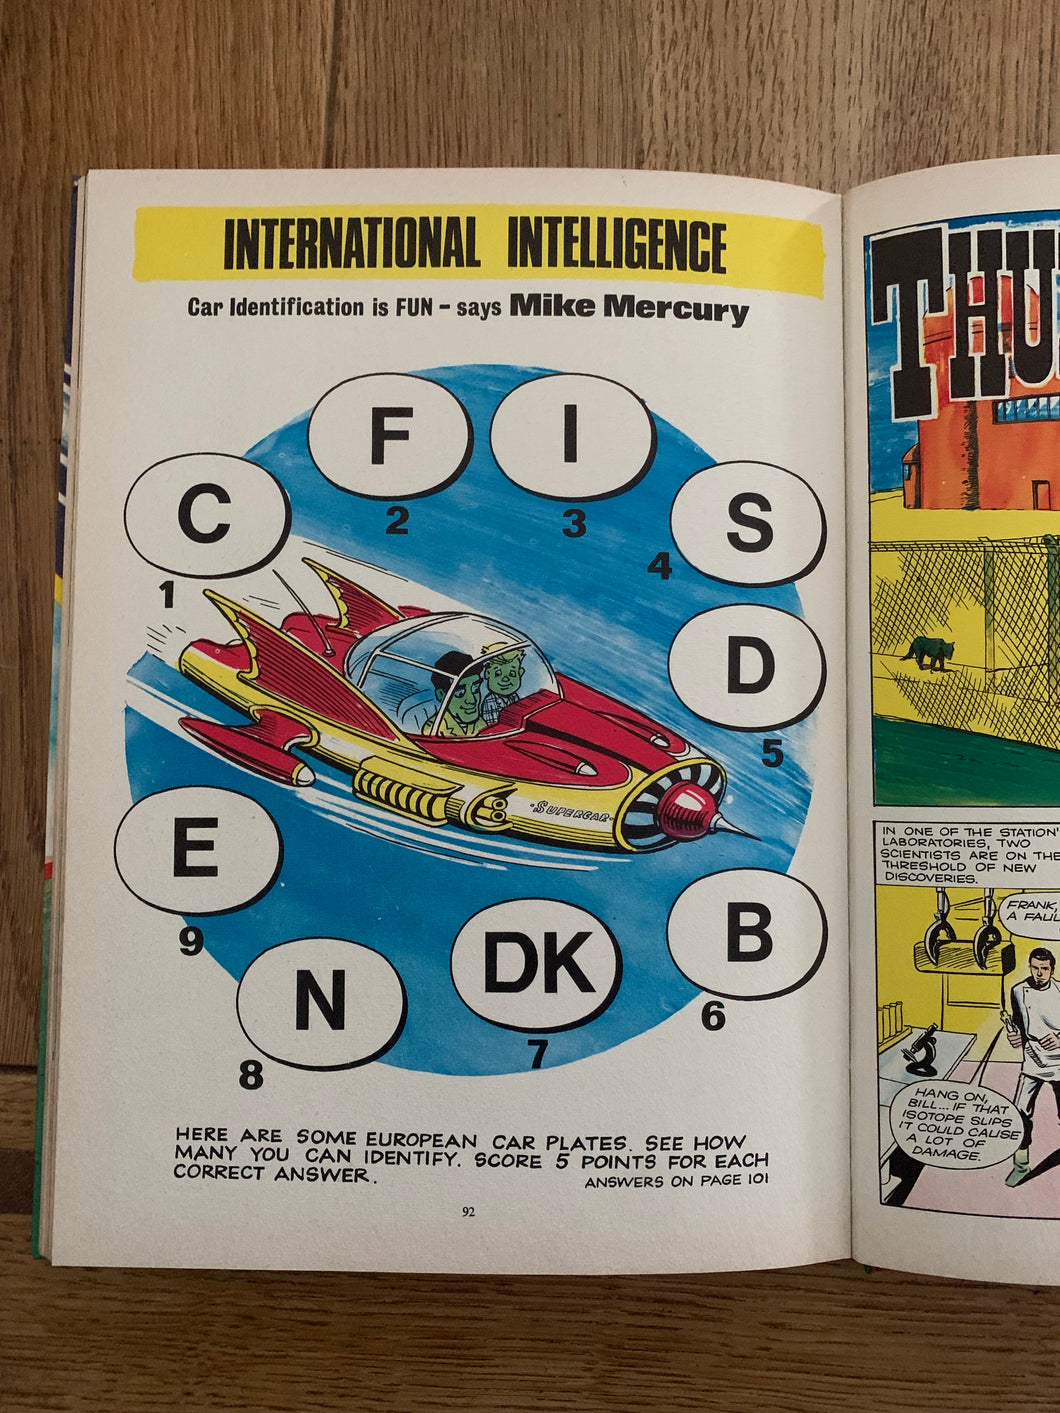 INTERNATIONAL INTELLIGENCE
Car Identification is FUN – says Mike Mercury
C
1
F
2
I
3
S
4
D
5
B
6
DK
7
N
8
E
9
SUPERCAR
HERE ARE SOME EUROPEAN CAR PLATES. SEE HOW
MANY YOU CAN IDENTIFY. SCORE 5 POINTS FOR EACH
CORRECT ANSWER.
ANSWERS ON PAGE 101
92
THU
IN ONE OF THE STATION'
LABORATORIES, TWO
SCIENTISTS ARE ON THE
THRESHOLD OF NEW
DISCOVERIES.
FRANK,
A FAUL
HANG ON,
BILL... IF THAT
ISOTOPE SLIPS
IT COULD CAUSE
A LOT OF
DAMAGE.